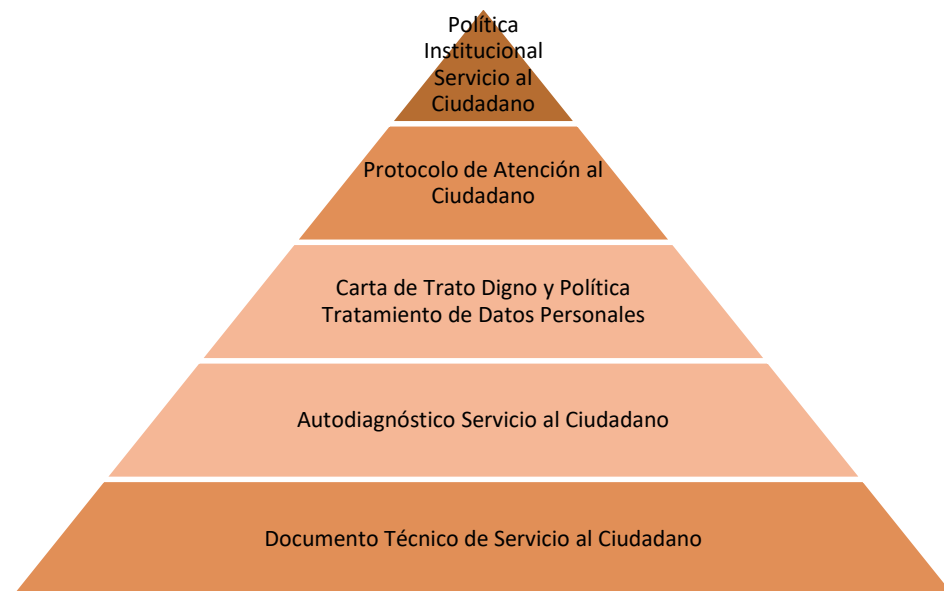 Política
Institucional
Servicio al
Ciudadano
Protocolo de Atención al
Ciudadano
Carta de Trato Digno y Política
Tratamiento de Datos Personales
Autodiagnóstico Servicio al Ciudadano
Documento Técnico de Servicio al Ciudadano